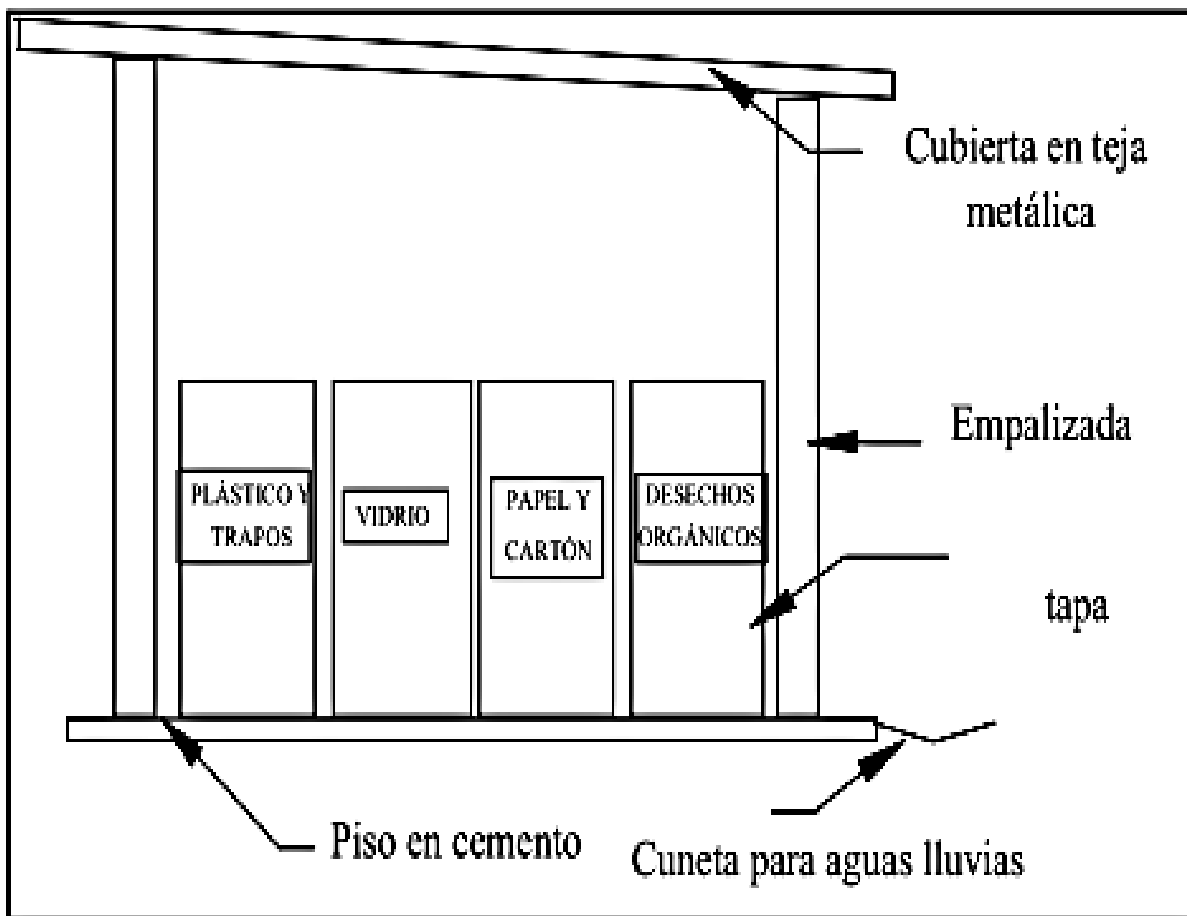 Cubierta en teja
metálica
Empalizada
PLÁSTICO Y
TRAPOS
VIDRIO
PAPEL Y
CARTÓN
DESECHOS
ORGÁNICOS
tapa
Piso en cemento
Cuneta para aguas lluvias